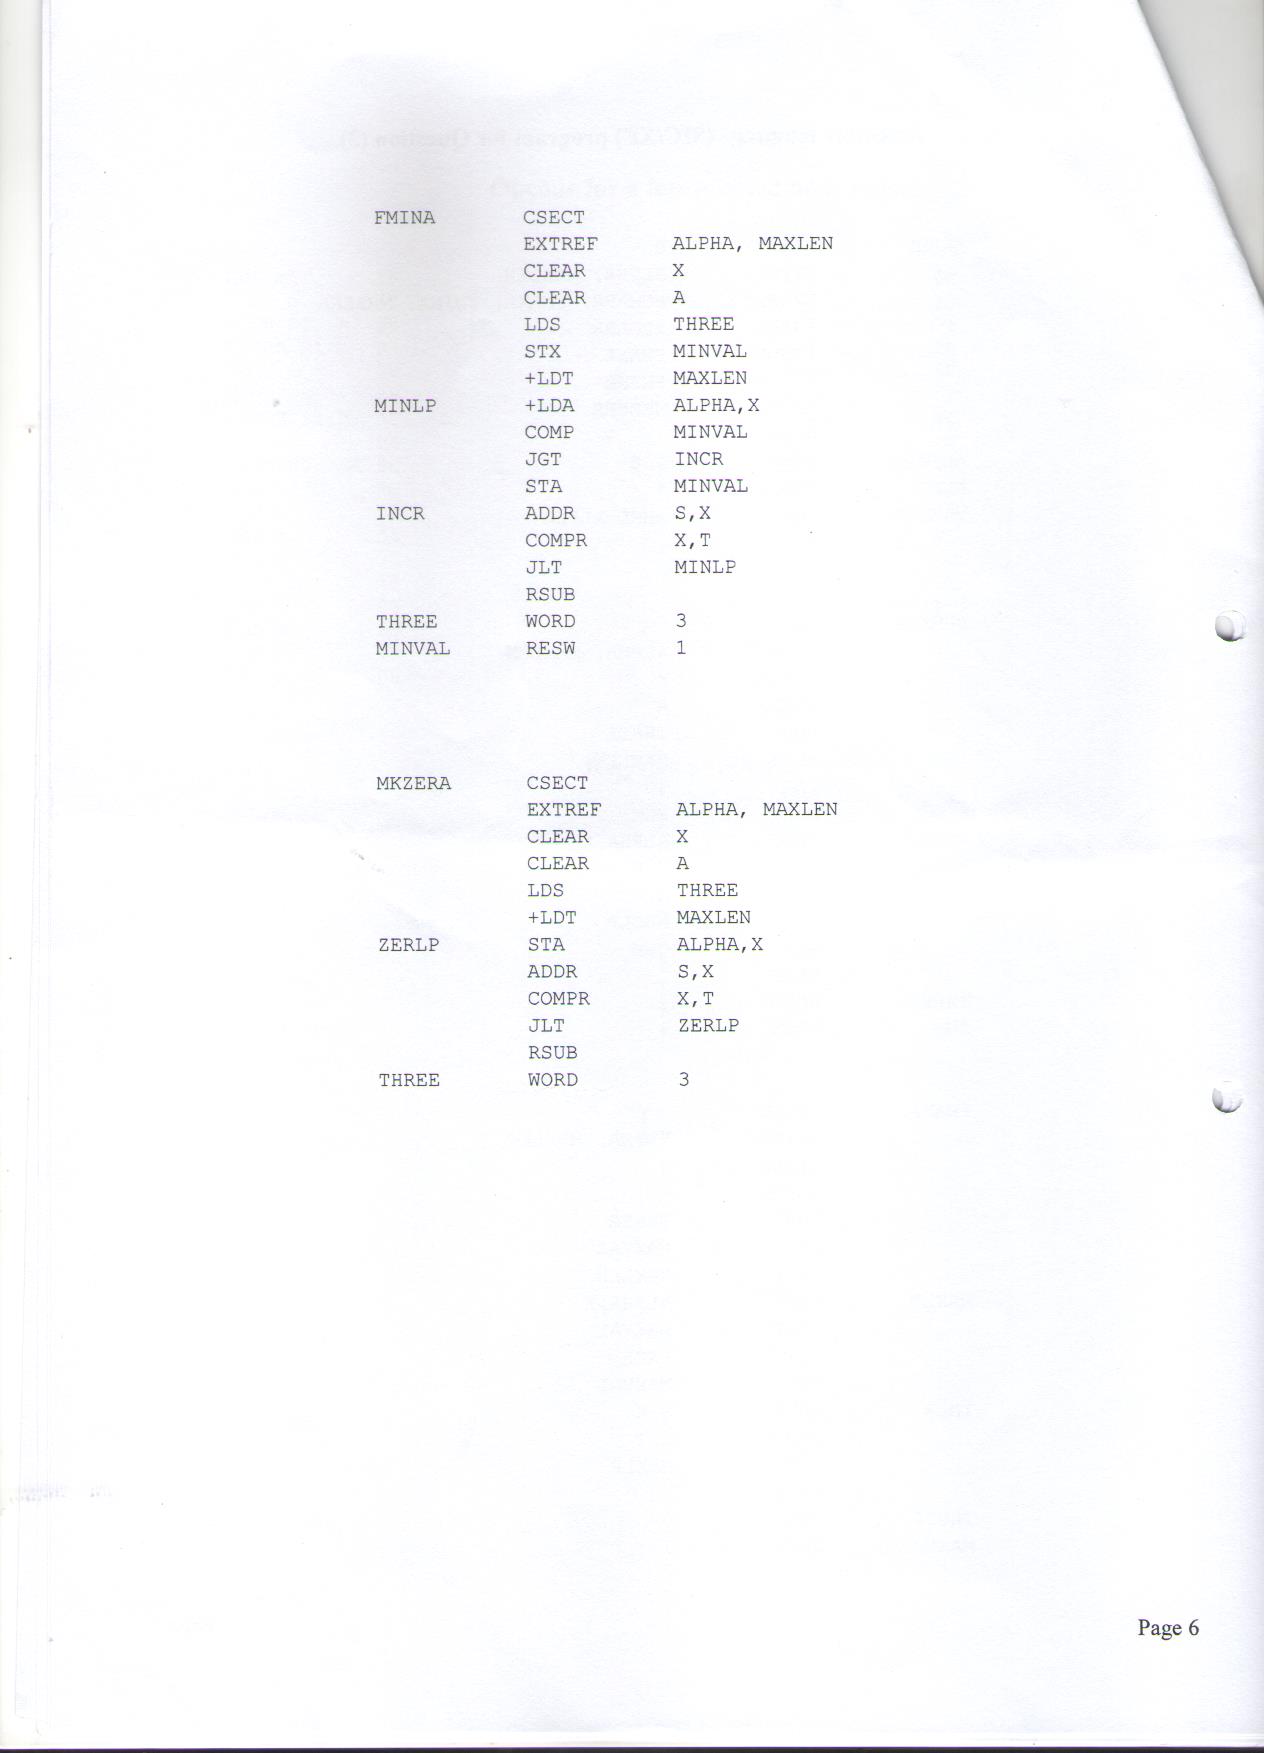 FMINA CSECT
EXTREF ALPHA, MAXLEN
CLEAR X
CLEAR A
LDS THREE
STX MINVAL
+LDT MAXLEN
MINLP +LDA ALPHA,X
COMP MINVAL
JGT INCR
STA MINVAL
INCR ADDR S,X
COMPR X,T
JLT MINLP
RSUB
THREE WORD 3
MINVAL RESW 1
MKZERA CSECT
EXTREF ALPHA, MAXLEN
CLEAR X
CLEAR A
LDS THREE
+LDT MAXLEN
ZERLP STA ALPHA,X
ADDR S,X
COMPR X,T
JLT ZERLP
RSUB
THREE WORD 3
Page 6